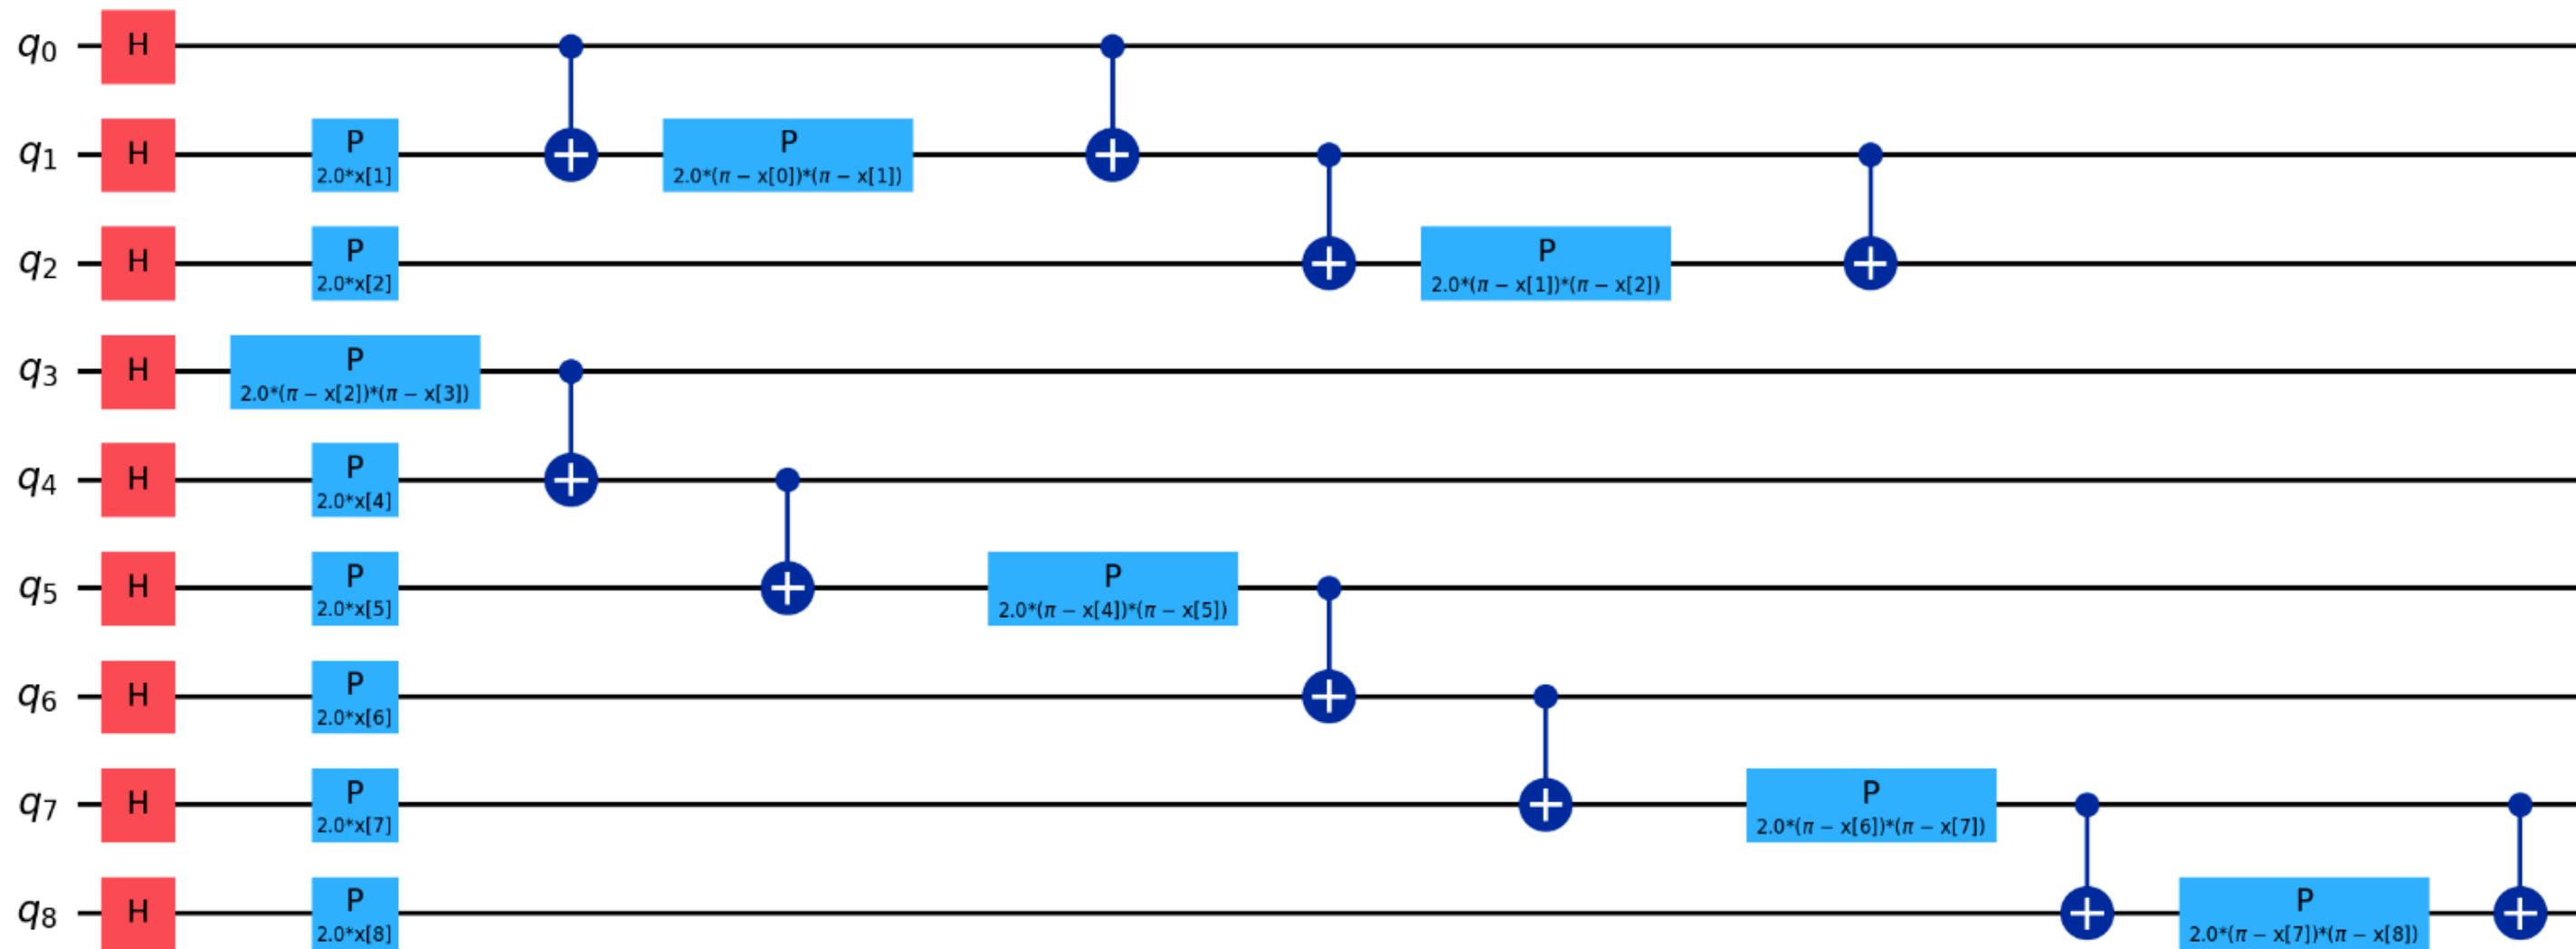 q0 H
q1 H P P
2.0*x[1] 2.0*(π − x[0])*(π − x[1])
q2 H P P
2.0*x[2] 2.0*(π − x[1])*(π − x[2])
q3 H P
2.0*(π − x[2])*(π − x[3])
q4 H P
2.0*x[4]
q5 H P P
2.0*x[5] 2.0*(π − x[4])*(π − x[5])
q6 H P
2.0*x[6]
q7 H P P
2.0*x[7] 2.0*(π − x[6])*(π − x[7])
q8 H P P
2.0*x[8] 2.0*(π − x[7])*(π − x[8])